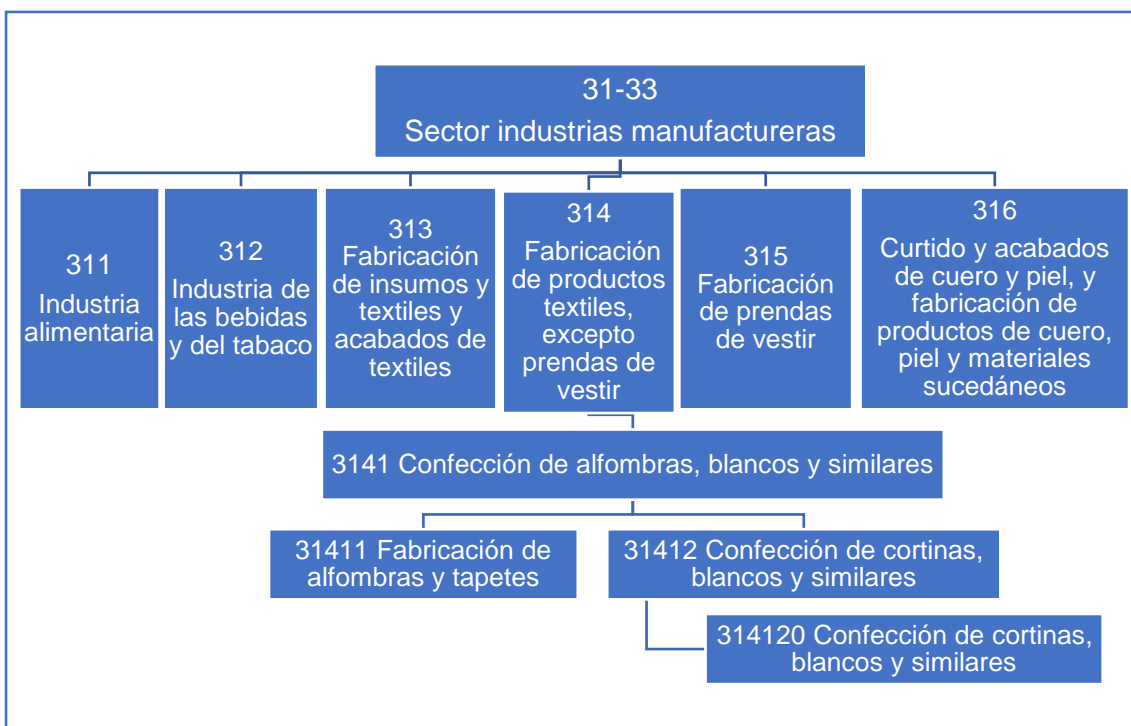 31-33
Sector industrias manufactureras
311
Industria
alimentaria
312
Industria de
las bebidas
y del tabaco
313
Fabricación
de insumos y
textiles y
acabados de
textiles
314
Fabricación
de productos
textiles,
excepto
prendas de
vestir
315
Fabricación
de prendas
de vestir
316
Curtido y acabados
de cuero y piel, y
fabricación de
productos de cuero,
piel y materiales
sucedáneos
3141 Confección de alfombras, blancos y similares
31411 Fabricación de
alfombras y tapetes
31412 Confección de cortinas,
blancos y similares
314120 Confección de cortinas,
blancos y similares